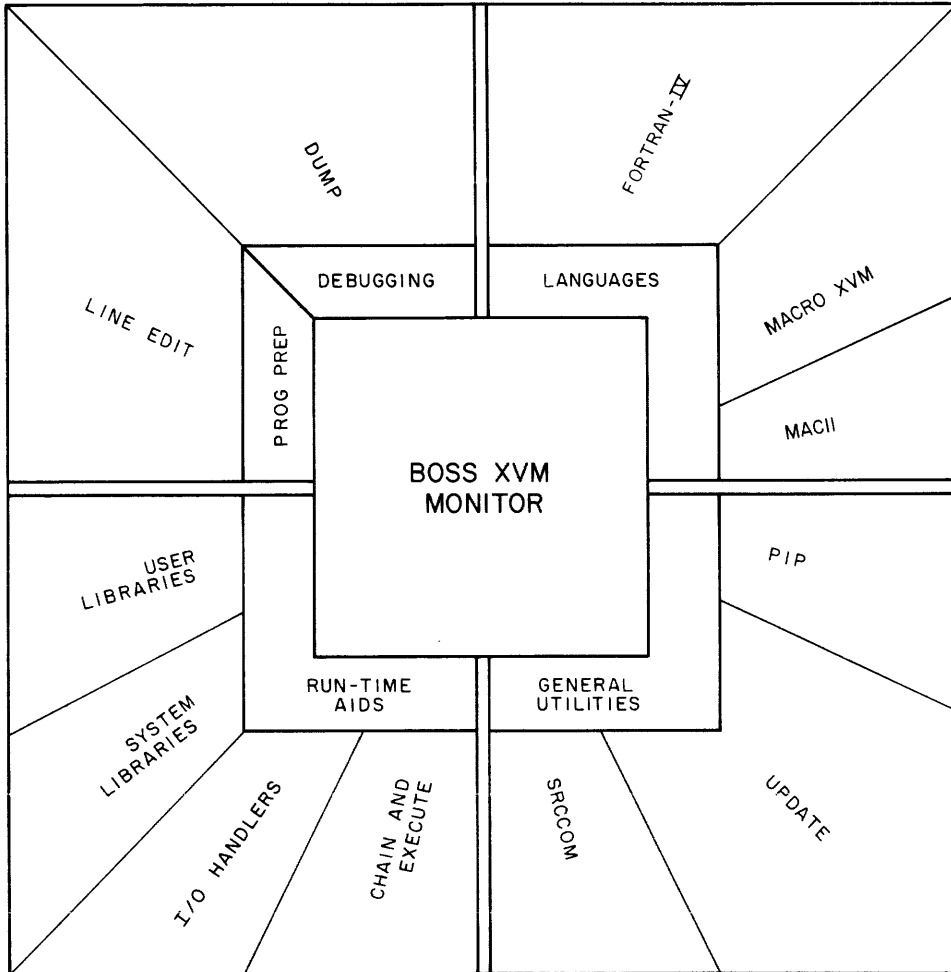 DUMP
FORTRAN-IV
DEBUGGING
LANGUAGES
LINE EDIT
PROG PREP
MACRO XVM
MAC11
BOSS XVM
MONITOR
USER
LIBRARIES
PIP
SYSTEM
LIBRARIES
RUN-TIME
AIDS
GENERAL
UTILITIES
I/O HANDLERS
CHAIN AND
EXECUTE
SRCCOM
UPDATE